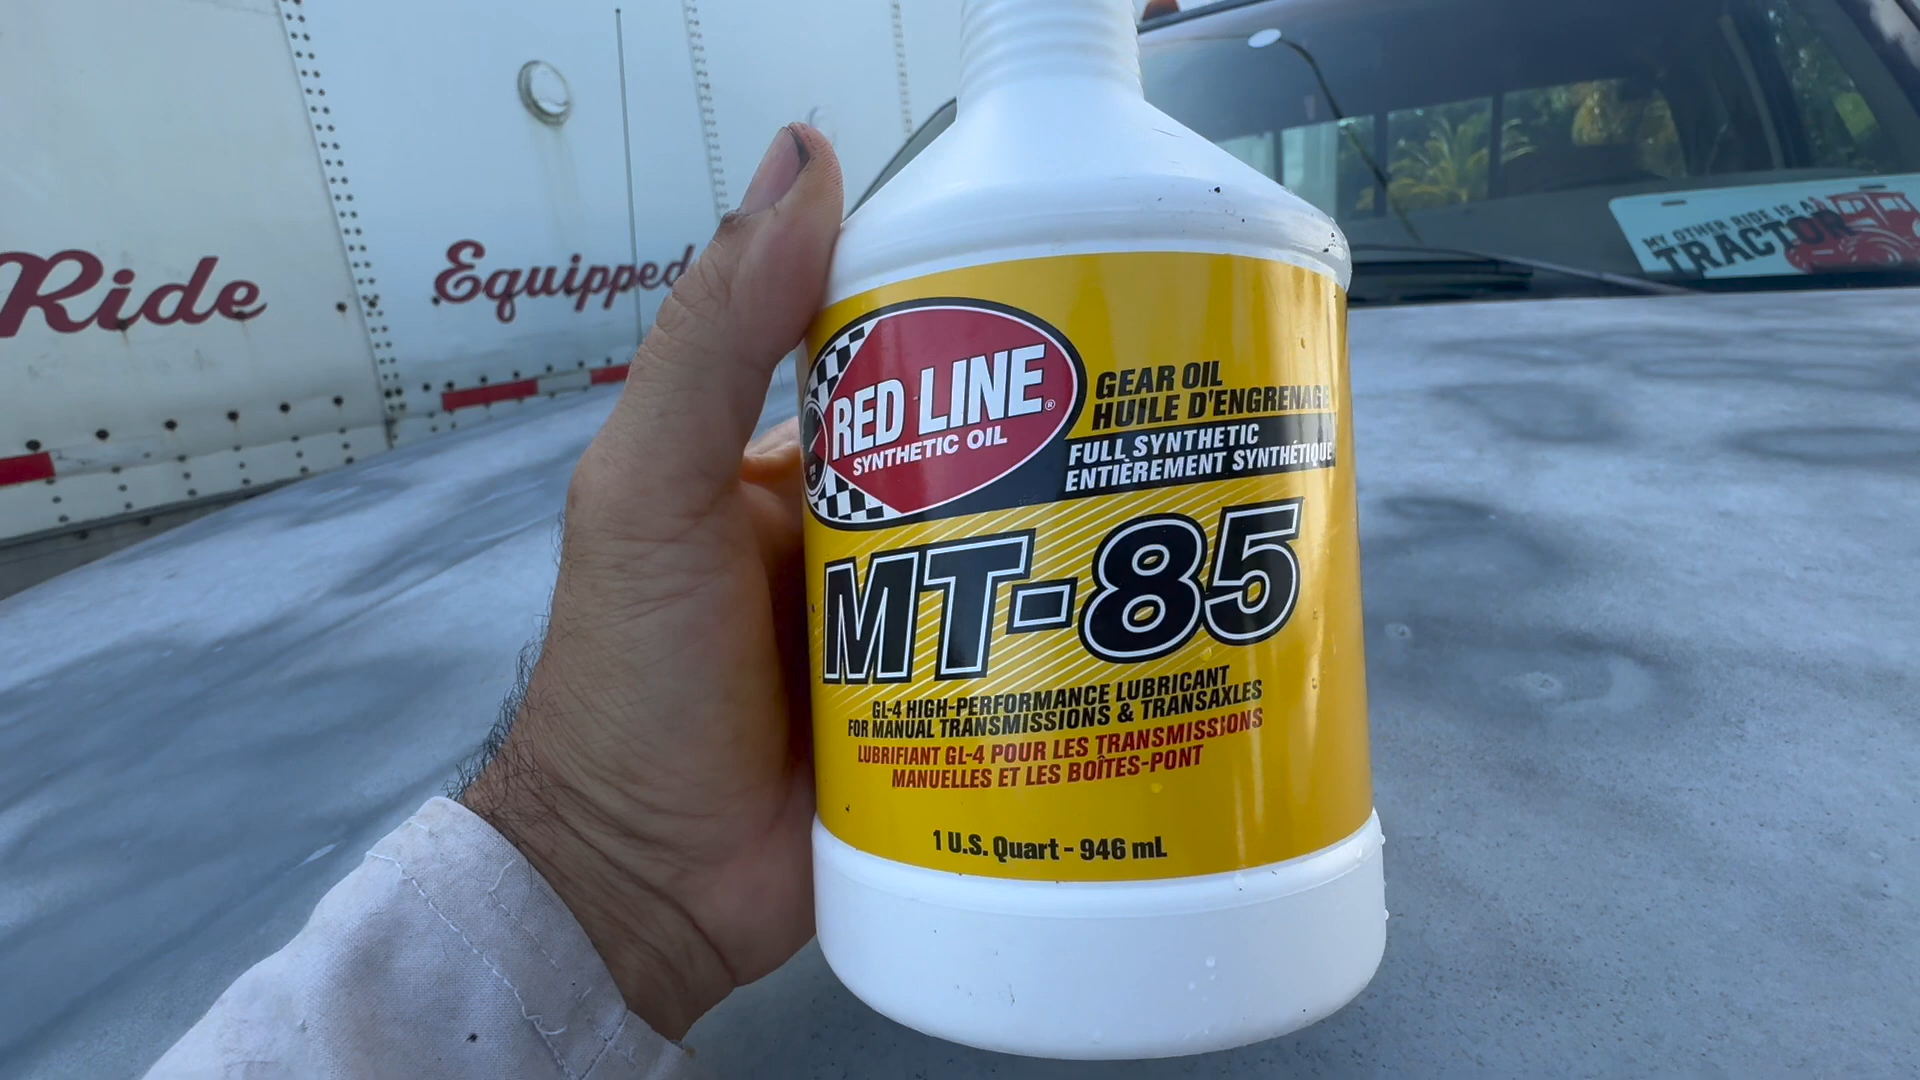 Ride
Equipped
MY OTHER RIDE IS A
TRACTOR
RED LINE®
SYNTHETIC OIL
GEAR OIL
HUILE D'ENGRENAGE
FULL SYNTHETIC
ENTIÈREMENT SYNTHÉTIQUE
MT-85
GL-4 HIGH-PERFORMANCE LUBRICANT
FOR MANUAL TRANSMISSIONS & TRANSAXLES
LUBRIFIANT GL-4 POUR LES TRANSMISSIONS
MANUELLES ET LES BOÎTES-PONT
1 U.S. Quart - 946 mL